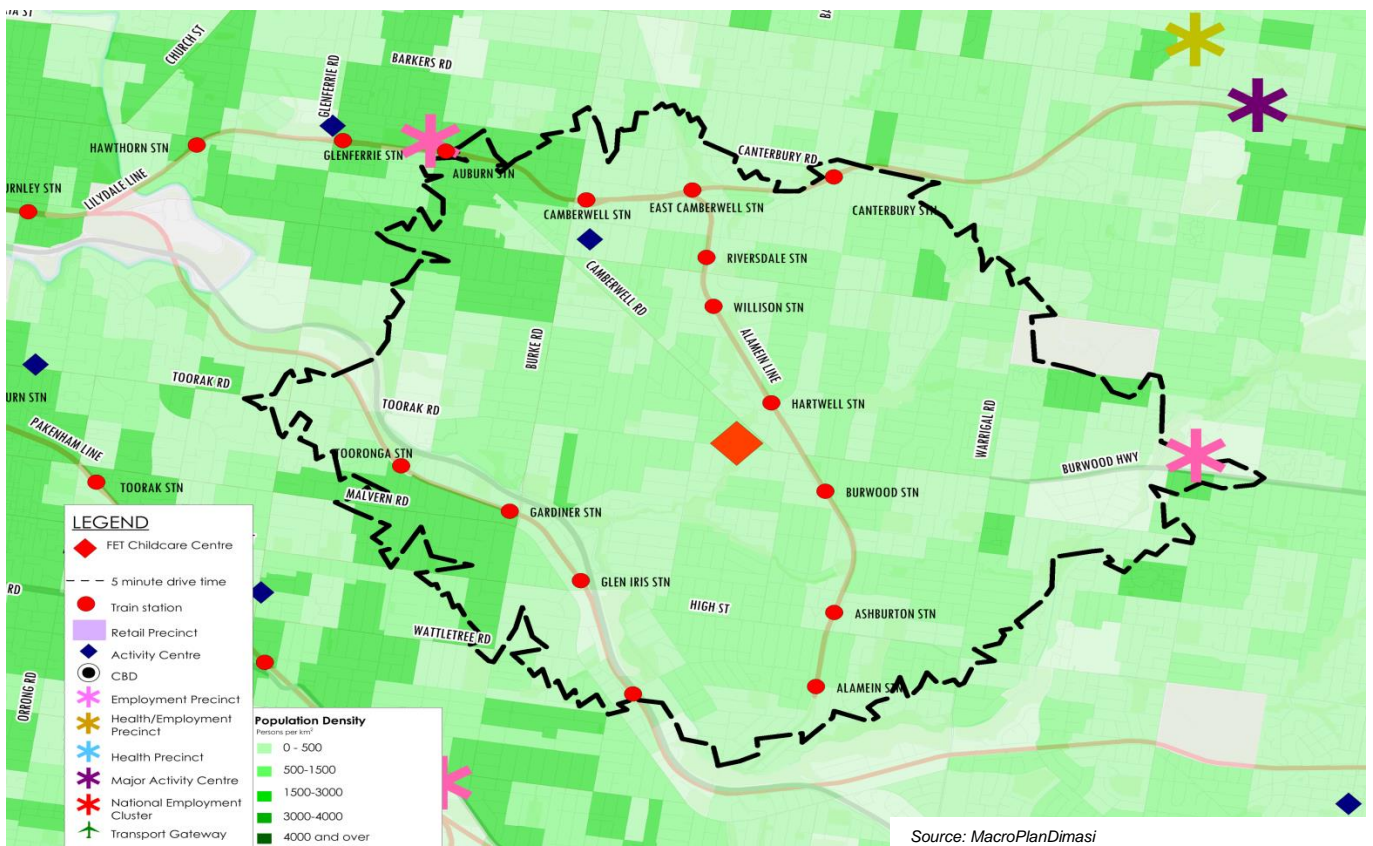 CHURCH ST
GLENFERRIE RD
BARKERS RD
HAWTHORN STN
GLENFERRIE STN
AUBURN STN
CANTERBURY RD
LILYDALE LINE
CAMBERWELL STN
EAST CAMBERWELL STN
CANTERBURY STN
RIVERSDALE STN
CAMBERWELL RD
WILLISON STN
BURKE RD
ALAMEIN LINE
TOORAK RD
TOORAK RD
HARTWELL STN
WARRIGAL RD
PAKENHAM LINE
TOORONGA STN
BURWOOD HWY
TOORAK STN
MALVERN RD
BURWOOD STN
GARDINER STN
GLEN IRIS STN
HIGH ST
ASHBURTON STN
WATTLETREE RD
ALAMEIN STN
ORRONG RD
RD
LEGEND
FET Childcare Centre
5 minute drive time
Train station
Retail Precinct
Activity Centre
CBD
Employment Precinct
Health/Employment
Precinct
Health Precinct
Major Activity Centre
National Employment
Cluster
Transport Gateway
Population Density
Persons per km²
0 - 500
500-1500
1500-3000
3000-4000
4000 and over
Source: MacroPlanDimasi